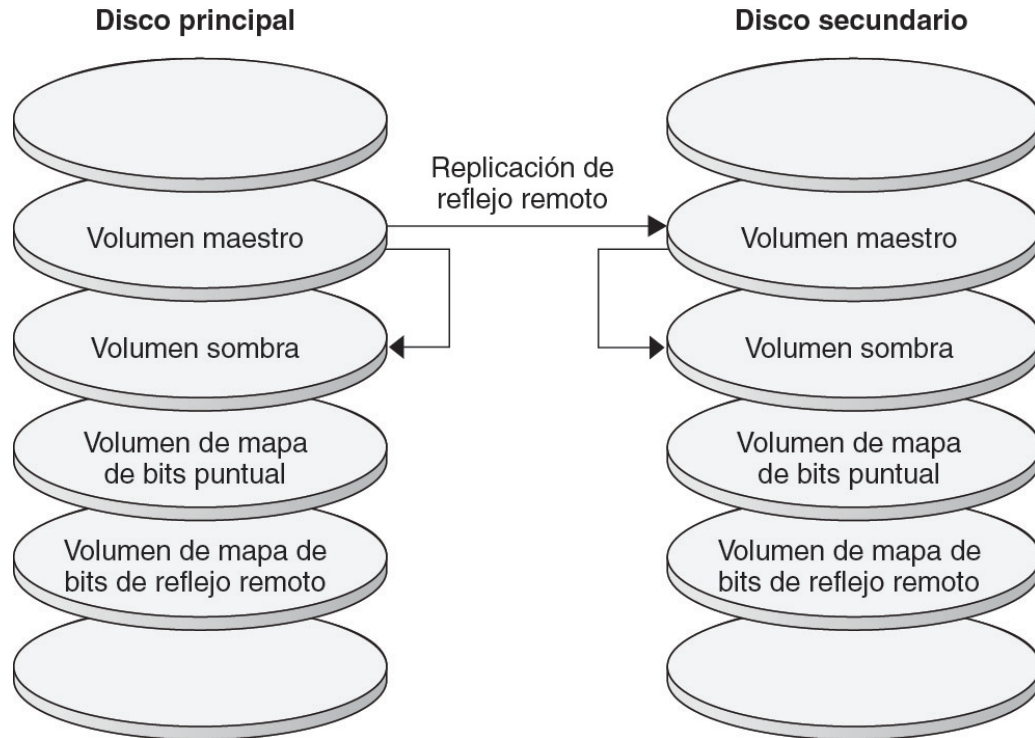 Disco principal
Disco secundario
Replicación de
reflejo remoto
Volumen maestro
Volumen maestro
Volumen sombra
Volumen sombra
Volumen de mapa
de bits puntual
Volumen de mapa
de bits puntual
Volumen de mapa de
bits de reflejo remoto
Volumen de mapa de
bits de reflejo remoto